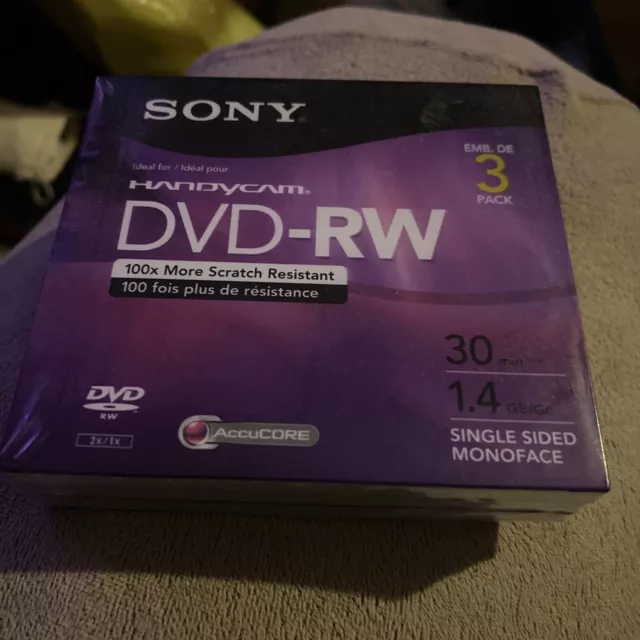 SONY
EMB. DE
3
PACK
Ideal for / Idéal pour
HANDYCAM®
DVD-RW
100x More Scratch Resistant
100 fois plus de résistance
30 min
1.4 GB/Go
SINGLE SIDED
MONOFACE
DVD
RW
2x/1x
AccuCORE